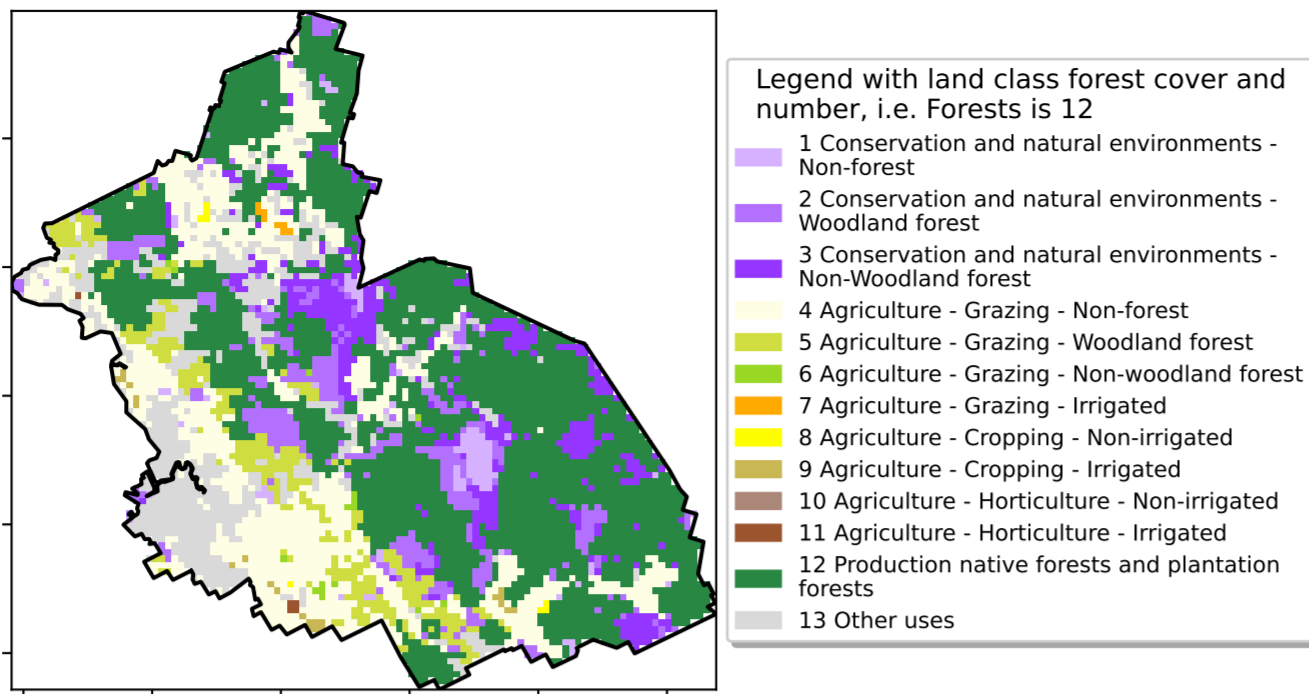 Legend with land class forest cover and
number, i.e. Forests is 12
1 Conservation and natural environments -
Non-forest
2 Conservation and natural environments -
Woodland forest
3 Conservation and natural environments -
Non-Woodland forest
4 Agriculture - Grazing - Non-forest
5 Agriculture - Grazing - Woodland forest
6 Agriculture - Grazing - Non-woodland forest
7 Agriculture - Grazing - Irrigated
8 Agriculture - Cropping - Non-irrigated
9 Agriculture - Cropping - Irrigated
10 Agriculture - Horticulture - Non-irrigated
11 Agriculture - Horticulture - Irrigated
12 Production native forests and plantation
forests
13 Other uses